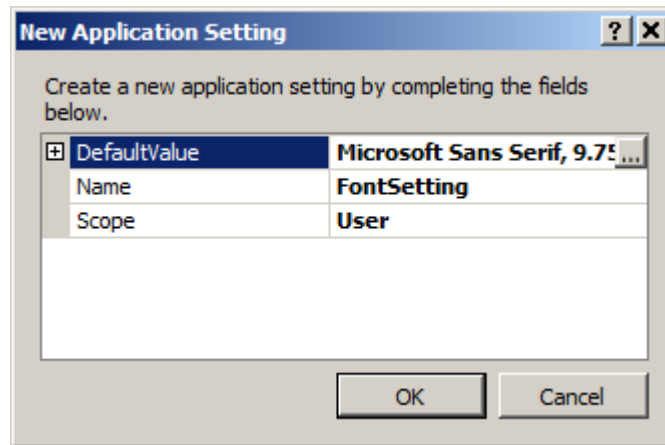 New Application Setting
Create a new application setting by completing the fields
below.
DefaultValue Microsoft Sans Serif, 9.75 ...
Name FontSetting
Scope User
OK Cancel